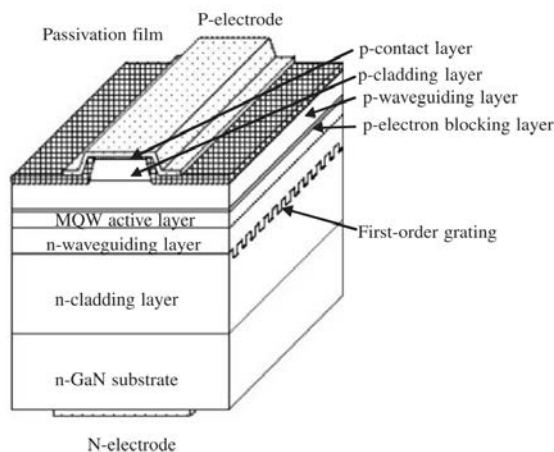 P-electrode
Passivation film
p-contact layer
p-cladding layer
p-waveguiding layer
p-electron blocking layer
MQW active layer
n-waveguiding layer
First-order grating
n-cladding layer
n-GaN substrate
N-electrode